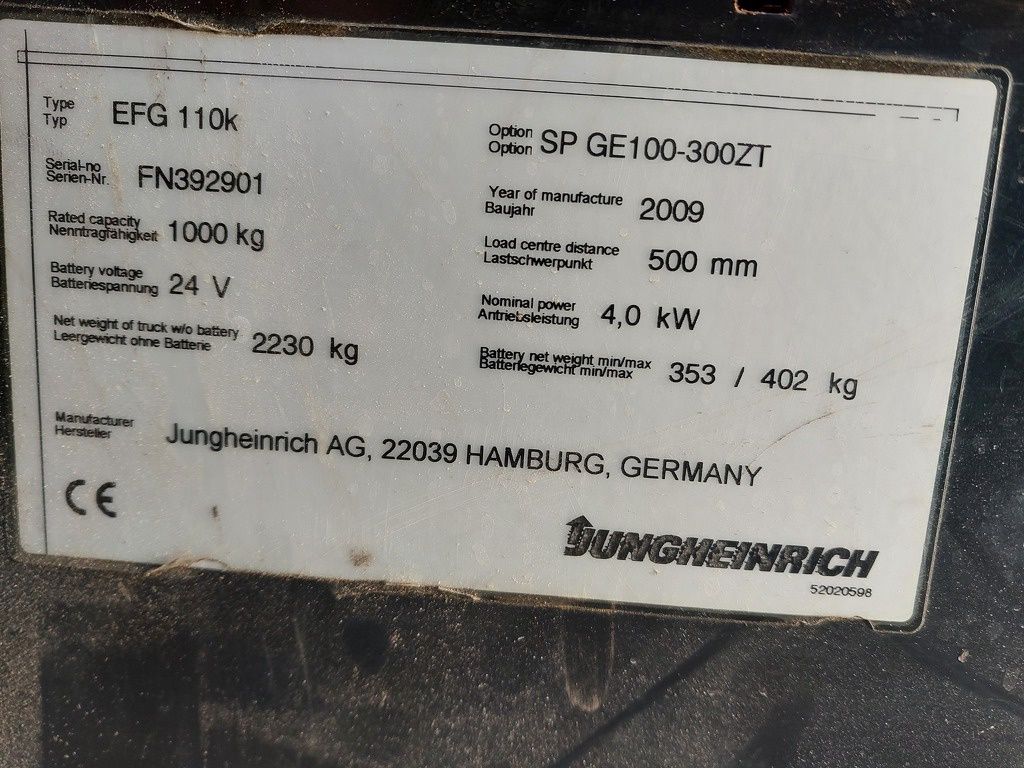 Type
Typ EFG 110k
Option
Option SP GE100-300ZT
Serial-no
Serien-Nr. FN392901
Year of manufacture
Baujahr 2009
Rated capacity
Nenntragfähigkeit 1000 kg
Load centre distance
Lastschwerpunkt 500 mm
Battery voltage
Batteriespannung 24 V
Nominal power
Antriebsleistung 4,0 kW
Net weight of truck w/o battery
Leergewicht ohne Batterie 2230 kg
Battery net weight min/max
Batteriegewicht min/max 353 / 402 kg
Manufacturer
Hersteller Jungheinrich AG, 22039 HAMBURG, GERMANY
CE
JUNGHEINRICH
52020598